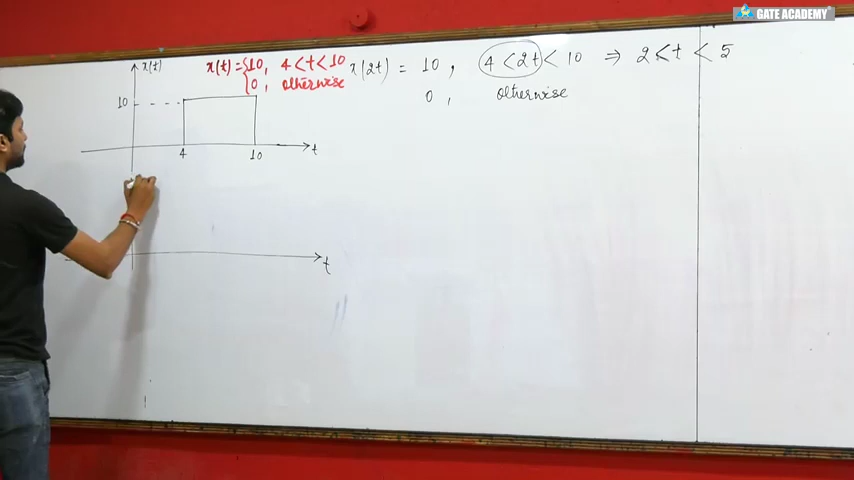 GATE ACADEMY
x(t)
x(t) = { 10, 4 < t < 10
0, otherwise
x(2t) = 10, 4 < 2t < 10 ⇒ 2 < t < 5
0, otherwise
10
4
10
t
t